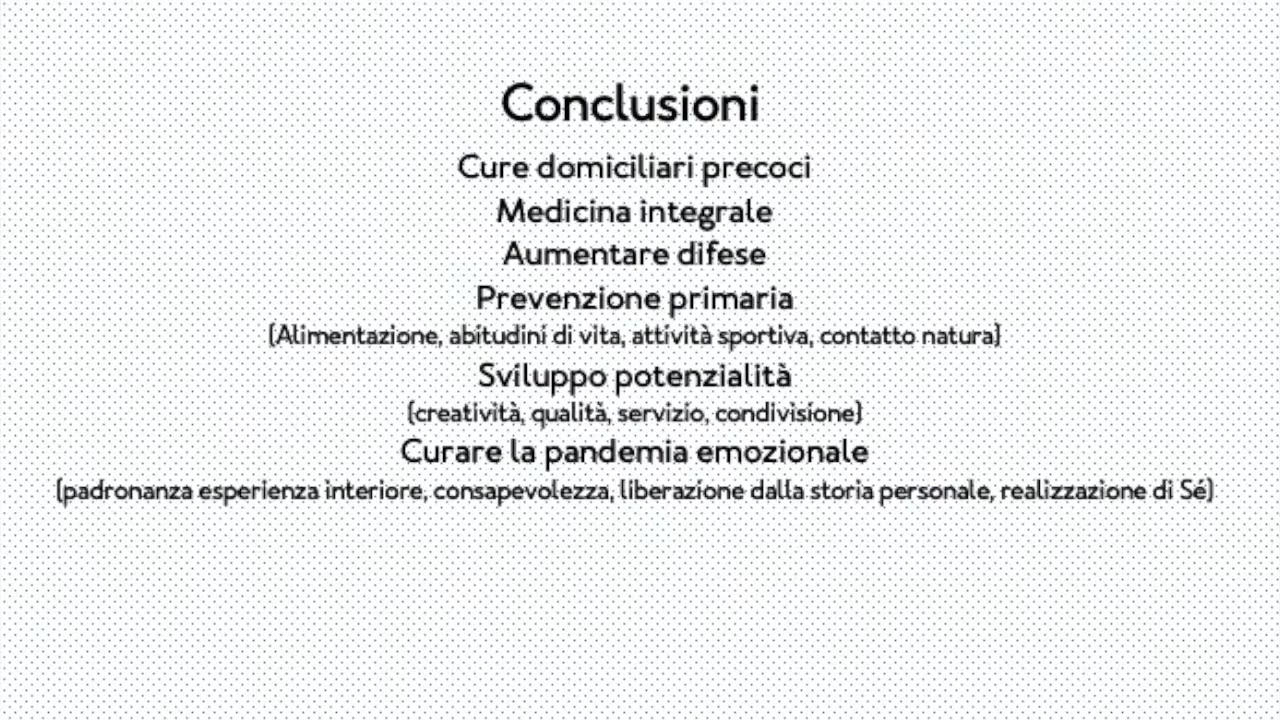 Conclusioni
Cure domiciliari precoci
Medicina integrale
Aumentare difese
Prevenzione primaria
(Alimentazione, abitudini di vita, attività sportiva, contatto natura)
Sviluppo potenzialità
(creatività, qualità, servizio, condivisione)
Curare la pandemia emozionale
(padronanza esperienza interiore, consapevolezza, liberazione dalla storia personale, realizzazione di Sé)